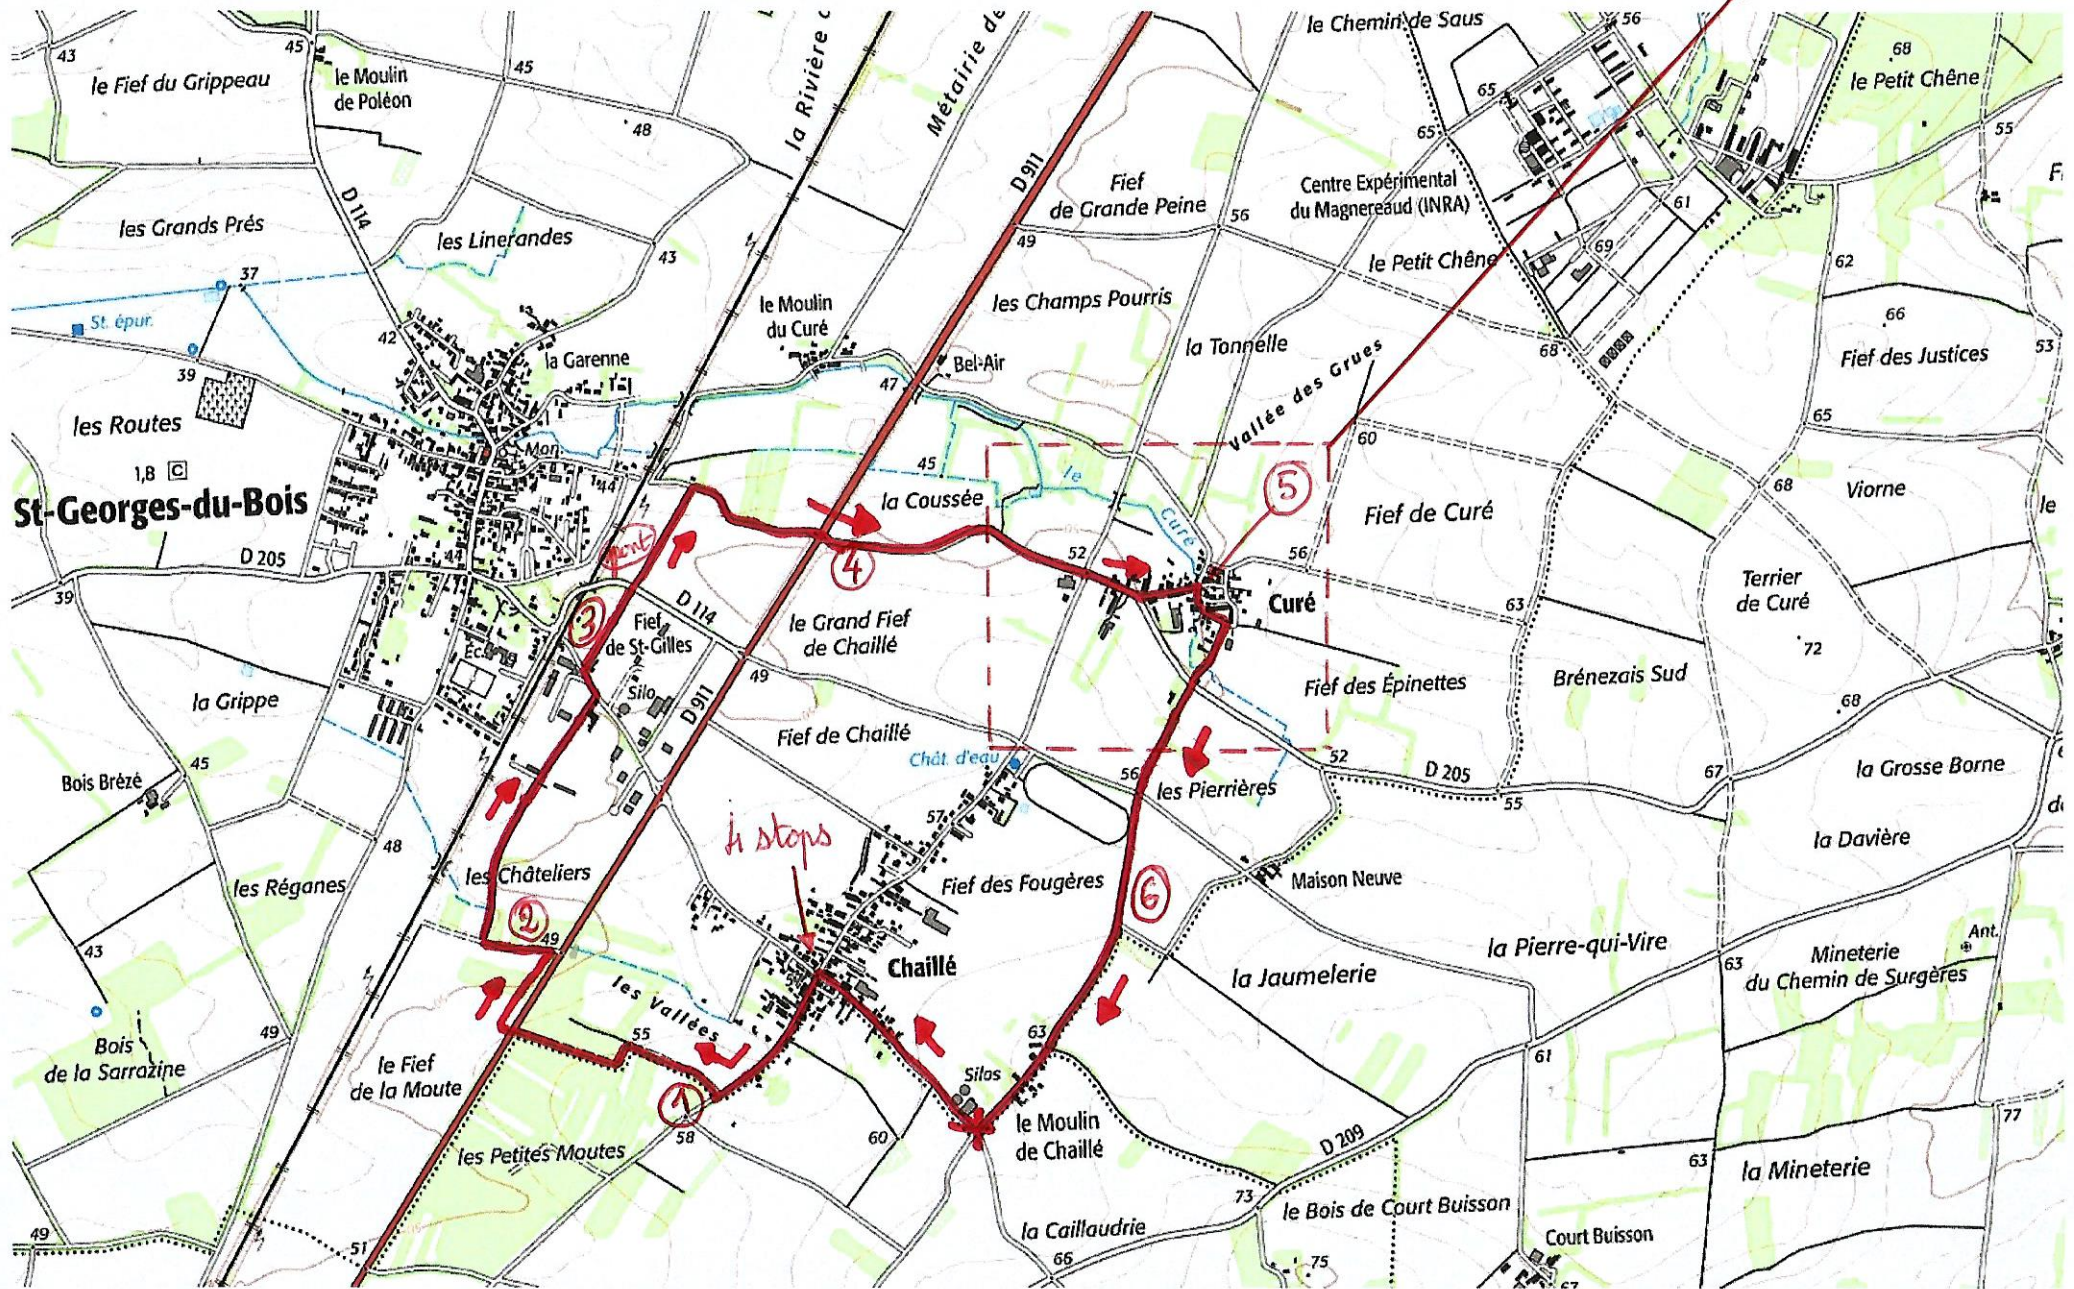 le Chemin de Saus
56
43
45
68
le Fief du Grippeau
le Moulin
de Poléon
45
la Rivière
Métairie de
65
le Petit Chêne
48
65
55
D 911
Fief
de Grande Peine
Centre Expérimental
du Magnereaud (INRA)
D 114
les Grands Prés
les Linerandes
43
49
56
61
69
le Petit Chêne
62
37
St. épur.
le Moulin
du Curé
les Champs Pourris
66
42
39
la Garenne
47
Bel-Air
la Tonnelle
68
Fief des Justices
53
Vallée des Grues
les Routes
65
60
Mon.
1,8 C
44
45
la Coussée
le
Curé
5
68
Viorne
le
St-Georges-du-Bois
Fief de Curé
D 205
44
pont
52
56
4
39
3
D 114
Fief
de St-Gilles
le Grand Fief
de Chaillé
Curé
63
Terrier
de Curé
72
Éc.
Silo
49
Fief des Épinettes
Brénezais Sud
la Grippe
D 911
68
Fief de Chaillé
Chât. d'eau
52
D 205
Bois Brézé
45
56
les Pierrières
55
67
la Grosse Borne
57
4 stops
48
la Davière
les Réganes
les Châteliers
Fief des Fougères
6
Maison Neuve
2
49
43
Chaillé
la Jaumelerie
la Pierre-qui-Vire
63
Ant.
Mineterie
du Chemin de Surgères
les Vallées
49
55
63
Bois
de la Sarrazine
le Fief
de la Moute
61
Silos
1
58
60
le Moulin
de Chaillé
D 209
77
les Petites Moutes
63
la Mineterie
73
le Bois de Court Buisson
49
51
la Caillaudrie
66
75
Court Buisson
67